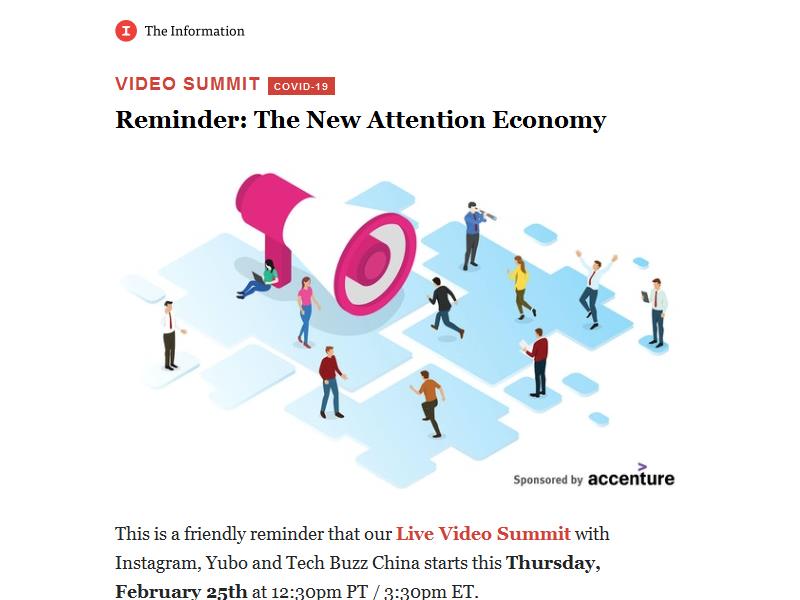 The Information
VIDEO SUMMIT COVID-19
Reminder: The New Attention Economy
Sponsored by accenture
This is a friendly reminder that our Live Video Summit with
Instagram, Yubo and Tech Buzz China starts this Thursday,
February 25th at 12:30pm PT / 3:30pm ET.